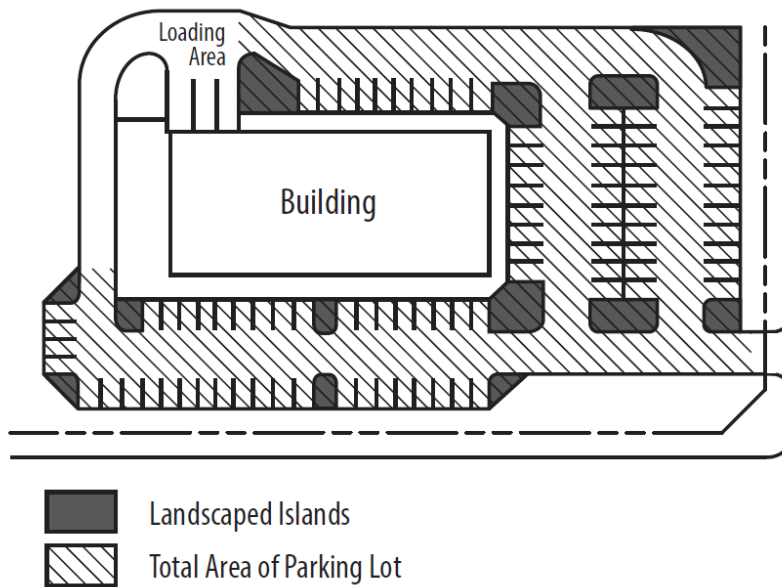 Loading
Area
Building
Landscaped Islands
Total Area of Parking Lot